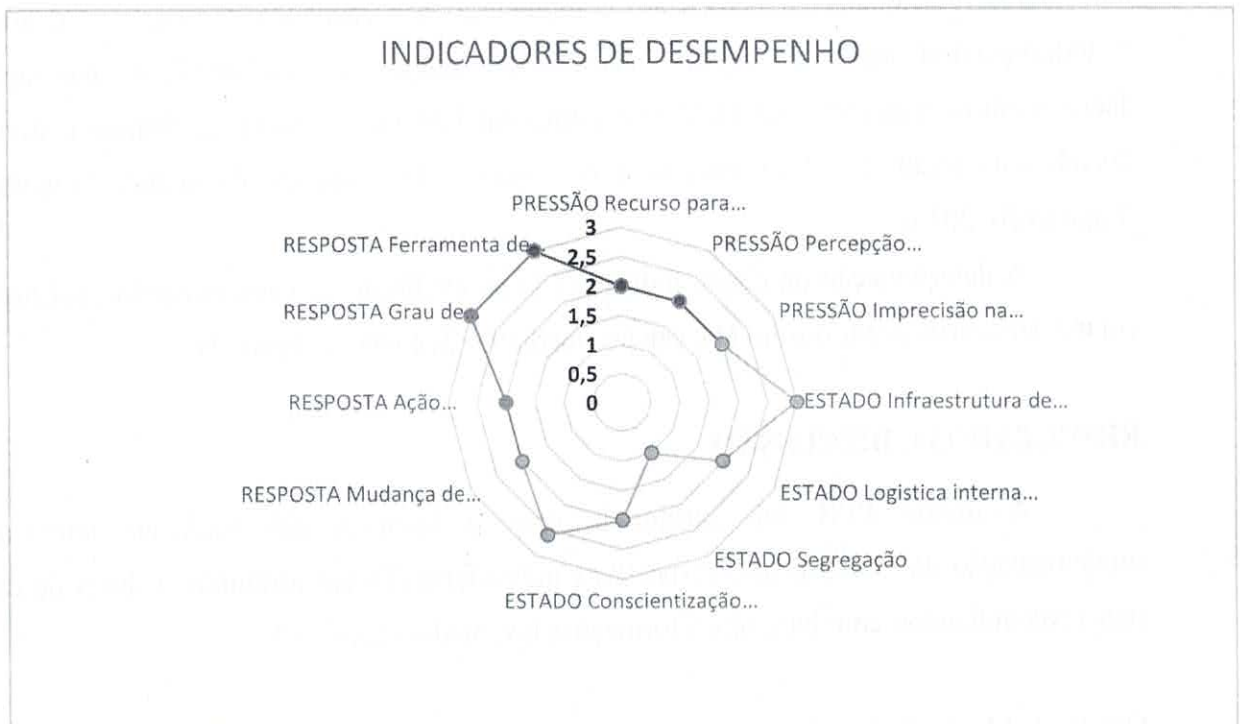 INDICADORES DE DESEMPENHO
PRESSÃO Recurso para...
RESPOSTA Ferramenta de...
PRESSÃO Percepção...
RESPOSTA Grau de...
PRESSÃO Imprecisão na...
RESPOSTA Ação...
ESTADO Infraestrutura de...
RESPOSTA Mudança de...
ESTADO Logistica interna...
ESTADO Segregação
ESTADO Conscientização...
3
2,5
2
1,5
1
0,5
0